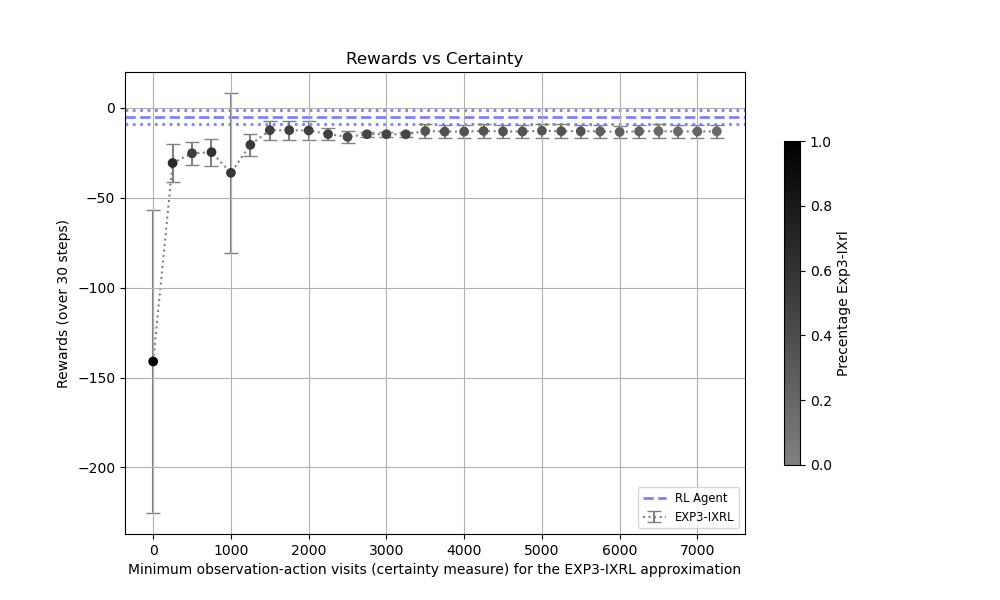 Rewards vs Certainty
Rewards (over 30 steps)
0
−50
−100
−150
−200
0 1000 2000 3000 4000 5000 6000 7000
Minimum observation-action visits (certainty measure) for the EXP3-IXRL approximation
RL Agent
EXP3-IXRL
1.0
0.8
0.6
0.4
0.2
0.0
Precentage Exp3-IXrl